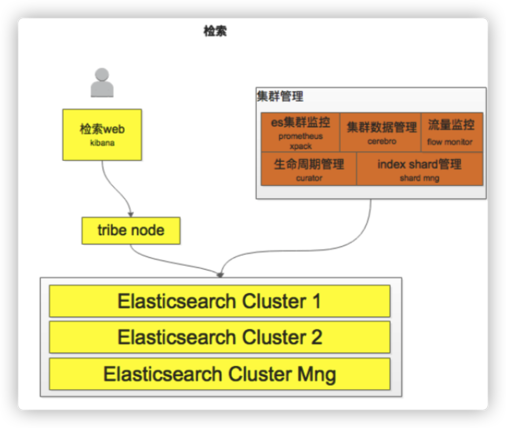 检索
集群管理
检索web
kibana
es集群监控
prometheus
xpack
集群数据管理
cerebro
流量监控
flow monitor
生命周期管理
curator
index shard管理
shard mng
tribe node
Elasticsearch Cluster 1
Elasticsearch Cluster 2
Elasticsearch Cluster Mng